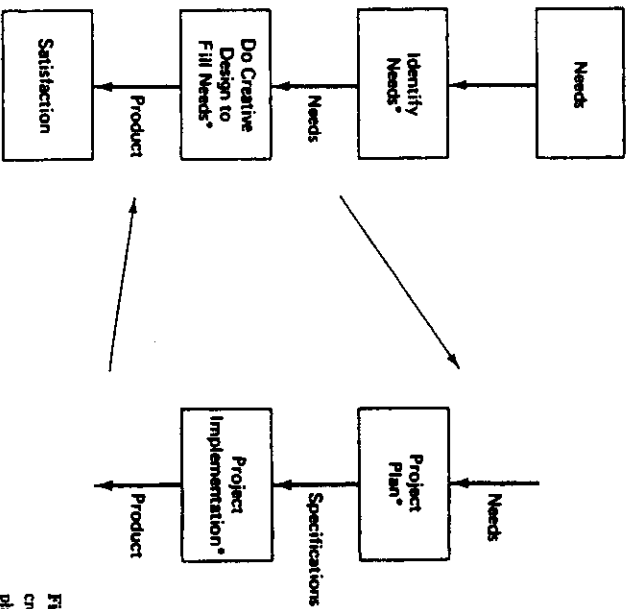 Needs
Project
Plan*
Specifications
Project
Implementation*
Product
Needs
Identify
Needs*
Needs
Do Creative
Design to
Fill Needs*
Product
Satisfaction